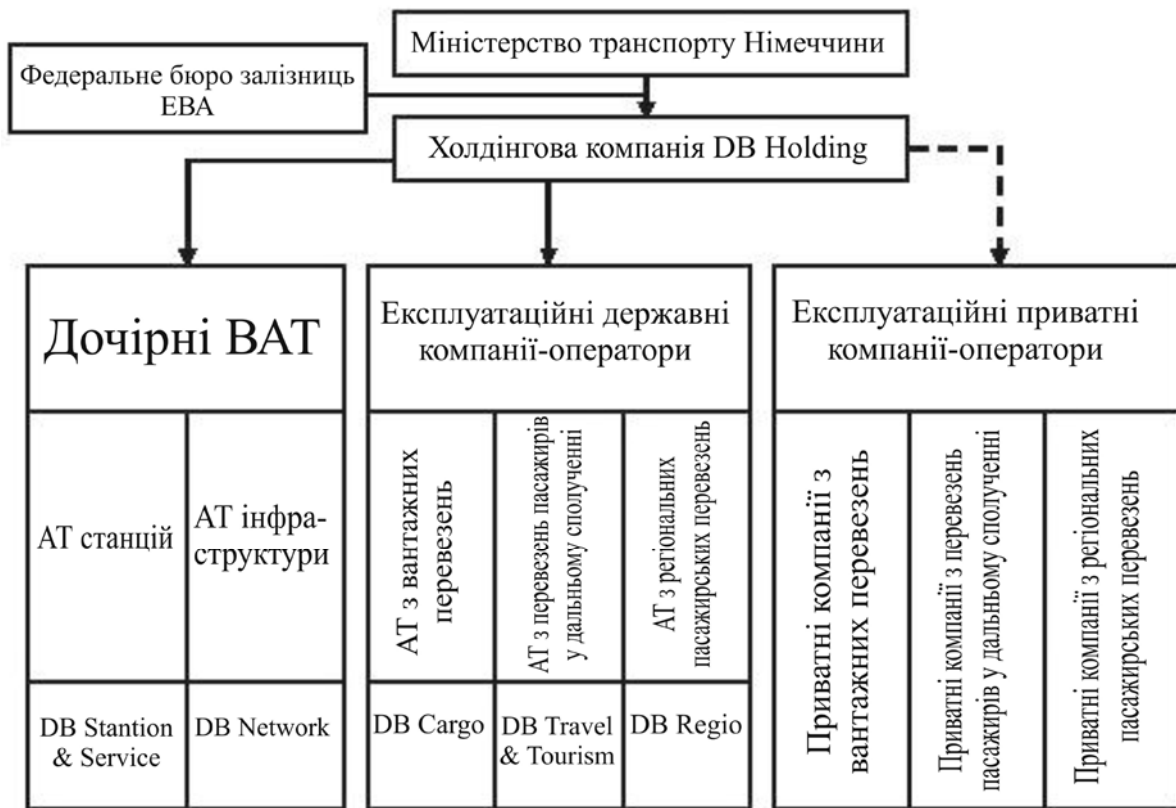 Міністерство транспорту Німеччини
Федеральне бюро залізниць
ЕВА
Холдінгова компанія DB Holding
Дочірні ВАТ
Експлуатаційні державні
компанії-оператори
Експлуатаційні приватні
компанії-оператори
АТ станцій
АТ інфра-
структури
АТ з вантажних
перевезень
АТ з перевезень пасажирів
у дальньому сполученні
АТ з регіональних
пасажирських перевезень
Приватні компанії з
вантажних перевезень
Приватні компанії з перевезень
пасажирів у дальньому сполученні
Приватні компанії з регіональних
пасажирських перевезень
DB Stantion
& Service
DB Network
DB Cargo
DB Travel
& Tourism
DB Regio